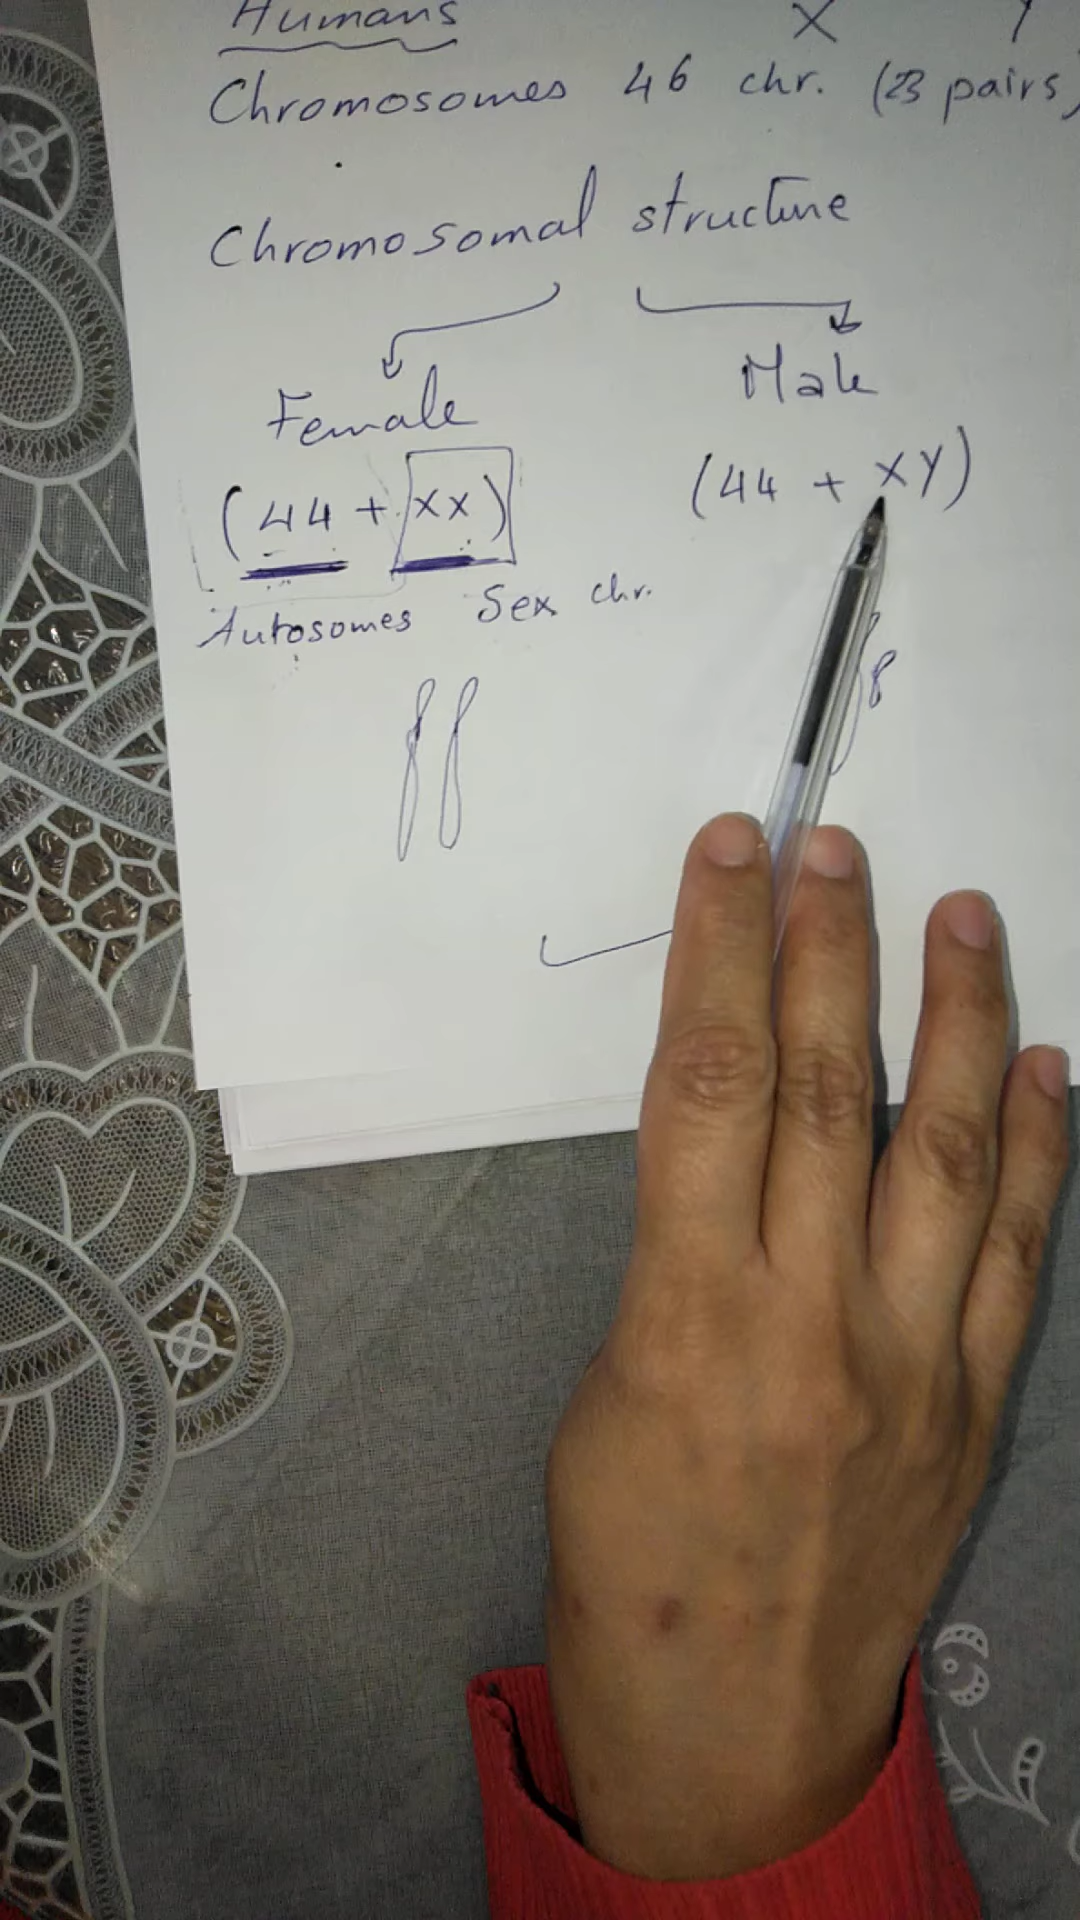 Humans X Y
Chromosomes 46 chr. (23 pairs)
Chromosomal structure
Female Male
(44 + XX) (44 + XY)
Autosomes Sex chr.